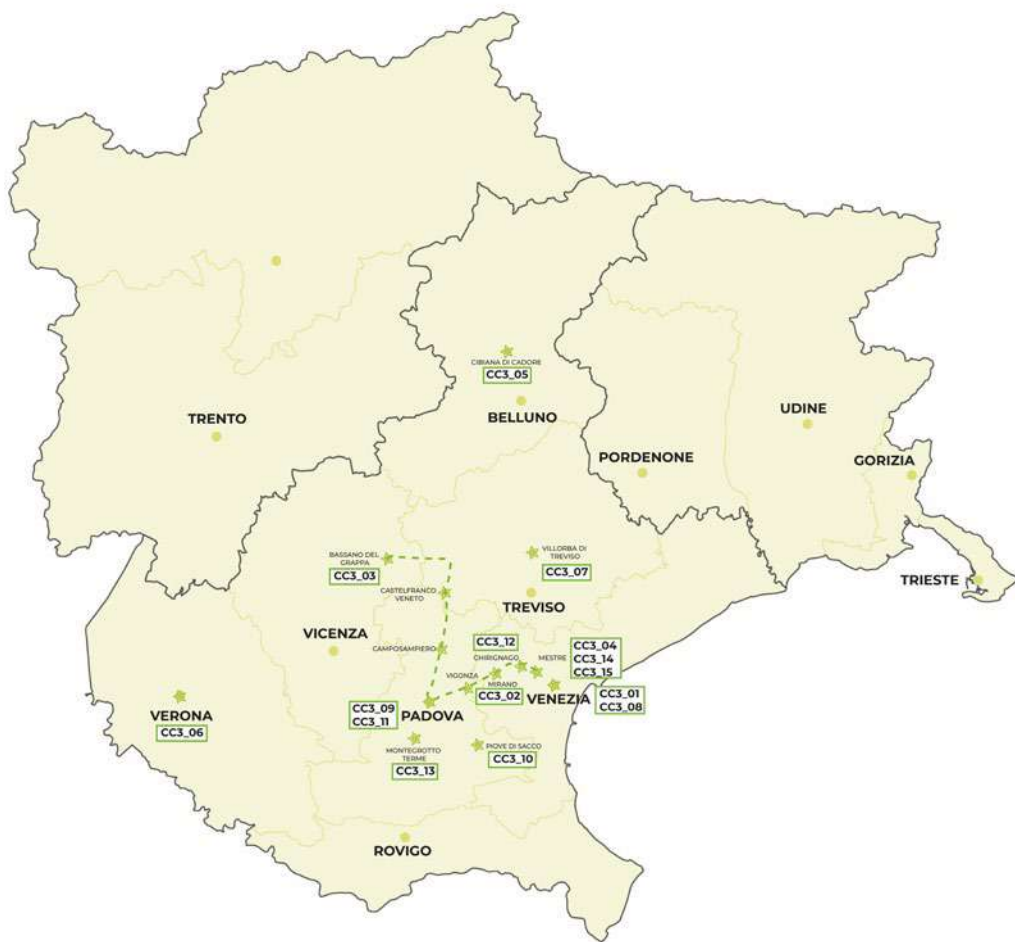 CIBIANA DI CADORE
CC3_05
BELLUNO
TRENTO
UDINE
PORDENONE
GORIZIA
BASSANO DEL
GRAPPA
CC3_03
VILLORBA DI
TREVISO
CC3_07
TRIESTE
CASTELFRANCO
VENETO
TREVISO
VICENZA
CAMPOSAMPIERO
CC3_12
CHIRIGNAGO
MESTRE
CC3_04
CC3_14
CC3_15
VIGONZA
MIRANO
CC3_02
VENEZIA
CC3_01
CC3_08
VERONA
CC3_06
CC3_09
CC3_11
PADOVA
MONTEGROTTO
TERME
CC3_13
PIOVE DI SACCO
CC3_10
ROVIGO